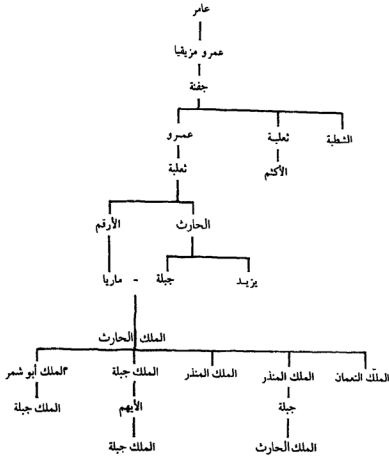 عامر
عمرو مزيقيا
جفنة
الشطبة ثعلبة عمرو
الأكثم ثعلبة
الحارث الأرقم
يزيد جبلة - ماريا
الملك الحارث
الملك النعمان الملك المنذر الملك المنذر الملك جبلة الملك أبو شمر
جبلة الأيهم الملك جبلة
الملك الحارث الملك جبلة